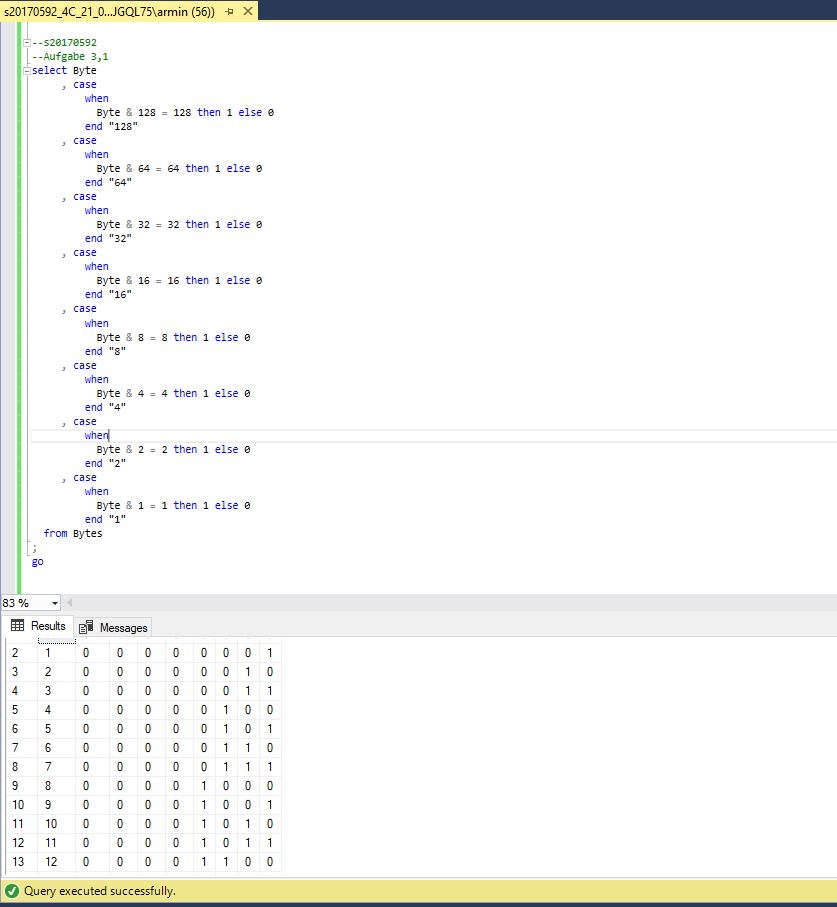 s20170592_4C_21_0...JGQL75\armin (56))
--s20170592
--Aufgabe 3,1
select Byte
, case
when
Byte & 128 = 128 then 1 else 0
end "128"
, case
when
Byte & 64 = 64 then 1 else 0
end "64"
, case
when
Byte & 32 = 32 then 1 else 0
end "32"
, case
when
Byte & 16 = 16 then 1 else 0
end "16"
, case
when
Byte & 8 = 8 then 1 else 0
end "8"
, case
when
Byte & 4 = 4 then 1 else 0
end "4"
, case
when
Byte & 2 = 2 then 1 else 0
end "2"
, case
when
Byte & 1 = 1 then 1 else 0
end "1"
from Bytes
;
go
83 %
Results Messages
2 1 0 0 0 0 0 0 0 1
3 2 0 0 0 0 0 0 1 0
4 3 0 0 0 0 0 0 1 1
5 4 0 0 0 0 0 1 0 0
6 5 0 0 0 0 0 1 0 1
7 6 0 0 0 0 0 1 1 0
8 7 0 0 0 0 0 1 1 1
9 8 0 0 0 0 1 0 0 0
10 9 0 0 0 0 1 0 0 1
11 10 0 0 0 0 1 0 1 0
12 11 0 0 0 0 1 0 1 1
13 12 0 0 0 0 1 1 0 0
Query executed successfully.